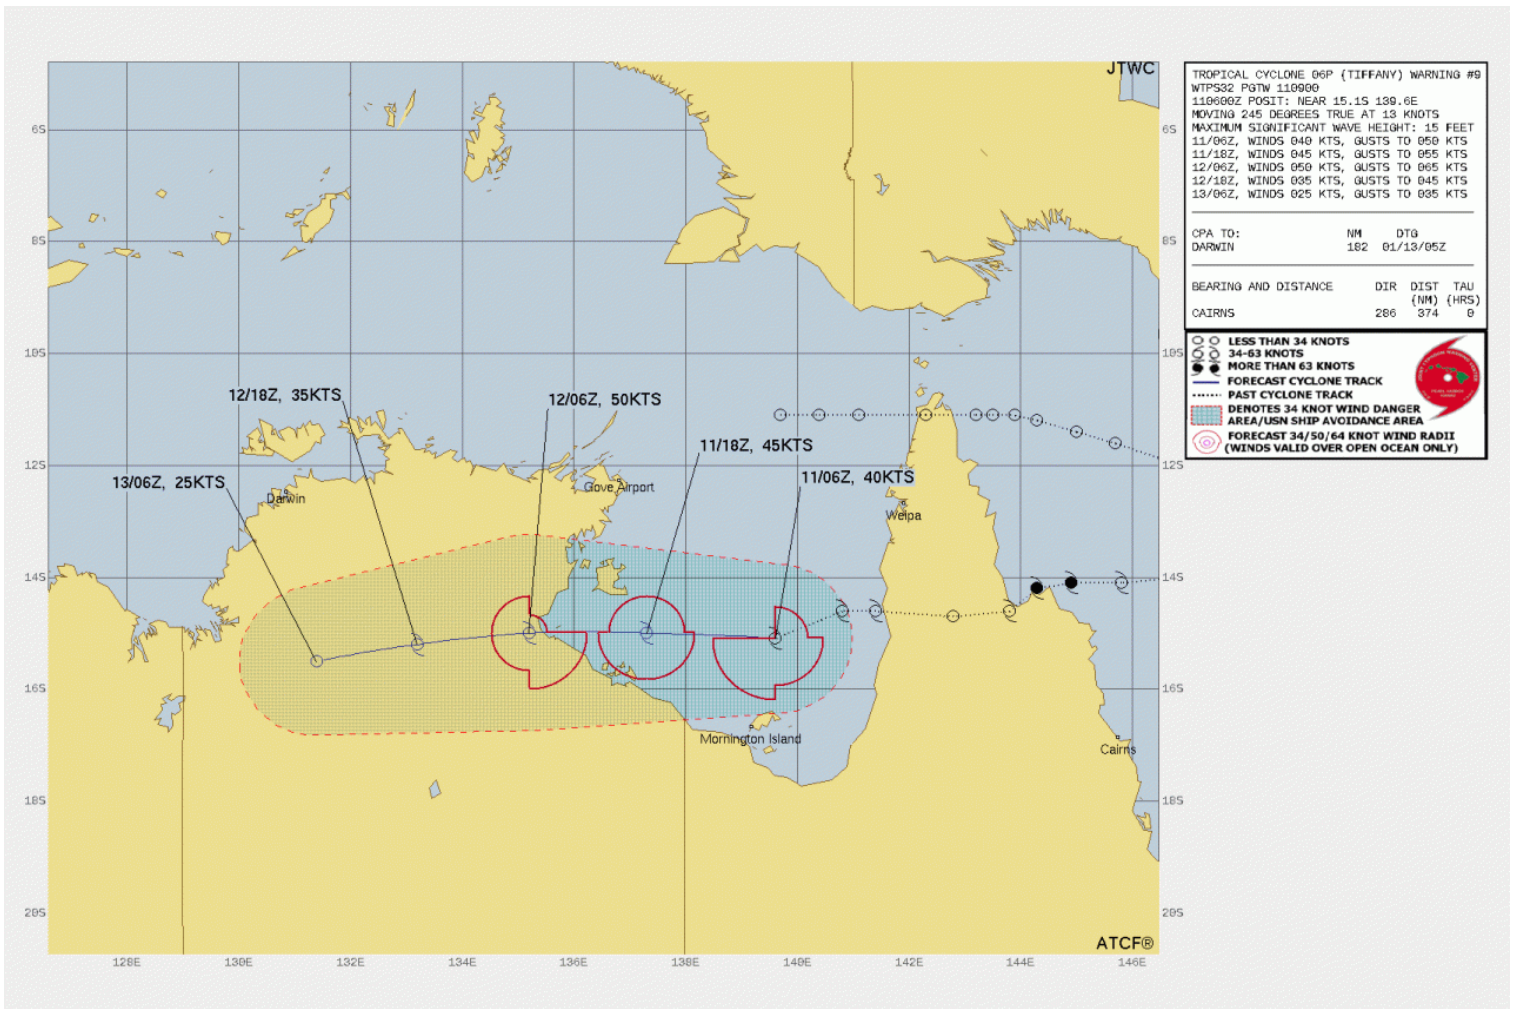 JTWC
TROPICAL CYCLONE 06P (TIFFANY) WARNING #9
WTPS32 PGTW 110900
110600Z POSIT: NEAR 15.1S 139.6E
MOVING 245 DEGREES TRUE AT 13 KNOTS
MAXIMUM SIGNIFICANT WAVE HEIGHT: 15 FEET
11/06Z, WINDS 040 KTS, GUSTS TO 050 KTS
11/18Z, WINDS 045 KTS, GUSTS TO 055 KTS
12/06Z, WINDS 050 KTS, GUSTS TO 065 KTS
12/18Z, WINDS 035 KTS, GUSTS TO 045 KTS
13/06Z, WINDS 025 KTS, GUSTS TO 035 KTS
CPA TO: NM DTG
DARWIN 182 01/13/05Z
BEARING AND DISTANCE DIR DIST TAU
(NM) (HRS)
CAIRNS 286 374 0
LESS THAN 34 KNOTS
34-63 KNOTS
MORE THAN 63 KNOTS
FORECAST CYCLONE TRACK
PAST CYCLONE TRACK
DENOTES 34 KNOT WIND DANGER
AREA/USN SHIP AVOIDANCE AREA
FORECAST 34/50/64 KNOT WIND RADII
(WINDS VALID OVER OPEN OCEAN ONLY)
6S 6S
8S 8S
10S 10S
12/18Z, 35KTS
12/06Z, 50KTS
11/18Z, 45KTS
12S 12S
13/06Z, 25KTS
11/06Z, 40KTS
Darwin
Gove Airport
Weipa
14S 14S
16S 16S
Mornington Island
Cairns
18S 18S
20S 20S
ATCF®
128E 130E 132E 134E 136E 138E 140E 142E 144E 146E